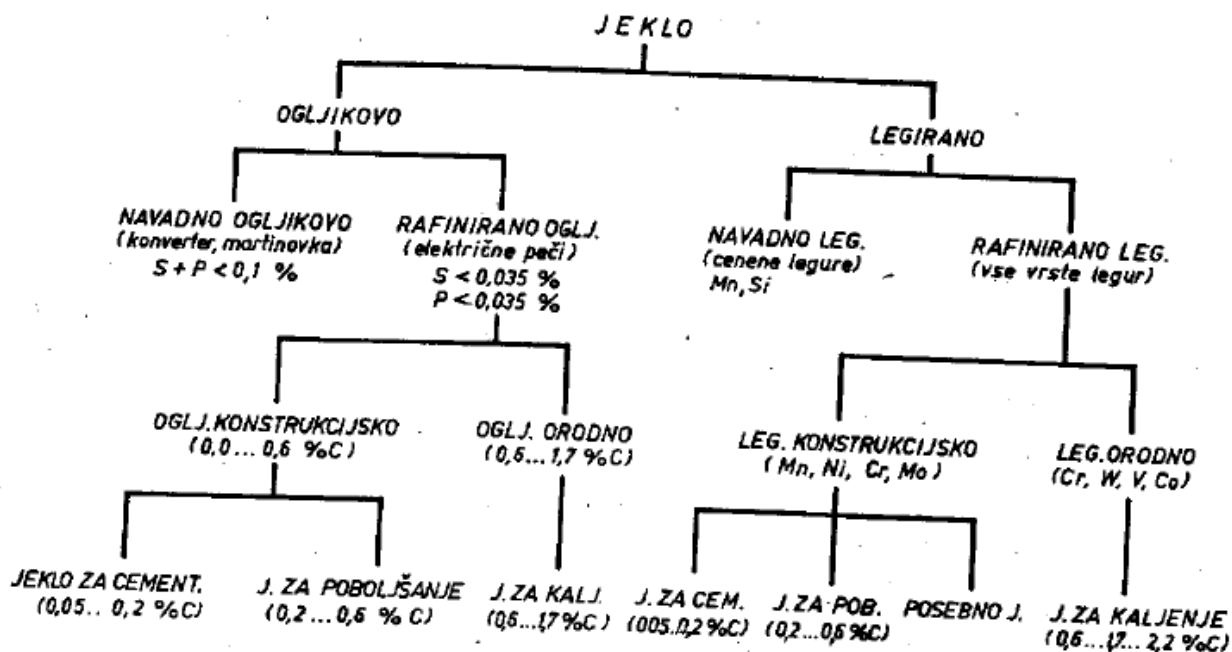 JEKLO
OGLJIKOVO
LEGIRANO
NAVADNO OGLJIKOVO
(konverter, martinovka)
S + P < 0,1 %
RAFINIRANO OGLJ.
(električne peči)
S < 0,035 %
P < 0,035 %
NAVADNO LEG.
(cenene legure)
Mn, Si
RAFINIRANO LEG.
(vse vrste legur)
OGLJ. KONSTRUKCIJSKO
(0,0 ... 0,6 %C)
OGLJ. ORODNO
(0,6 ... 1,7 %C)
LEG. KONSTRUKCIJSKO
(Mn, Ni, Cr, Mo)
LEG. ORODNO
(Cr, W, V, Co)
JEKLO ZA CEMENT.
(0,05 .. 0,2 %C)
J. ZA POBOLJŠANJE
(0,2 ... 0,6 % C)
J. ZA KALJ.
(0,6 ... 1,7 %C)
J. ZA CEM.
(005..0,2 %C)
J. ZA POB.
(0,2 ... 0,6 %C)
POSEBNO J.
J. ZA KALJENJE
(0,6 ... 1,7 ... 2,2 %C)